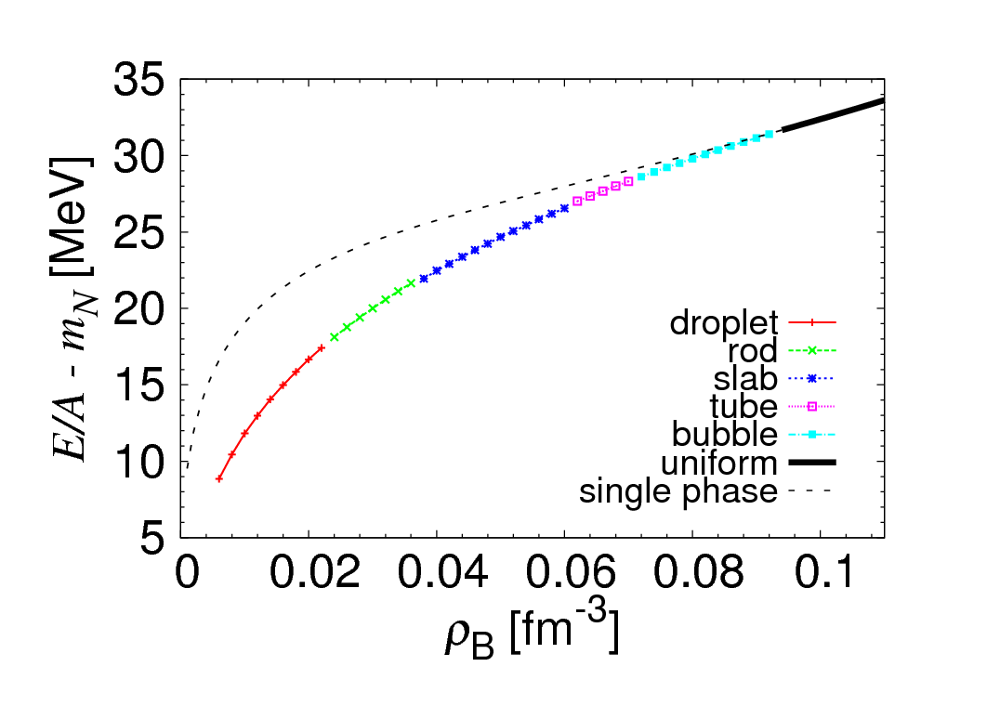 35
30
25
20
15
10
5
E/A - m_N [MeV]
droplet
rod
slab
tube
bubble
uniform
single phase
0 0.02 0.04 0.06 0.08 0.1
ρ_B [fm^-3]